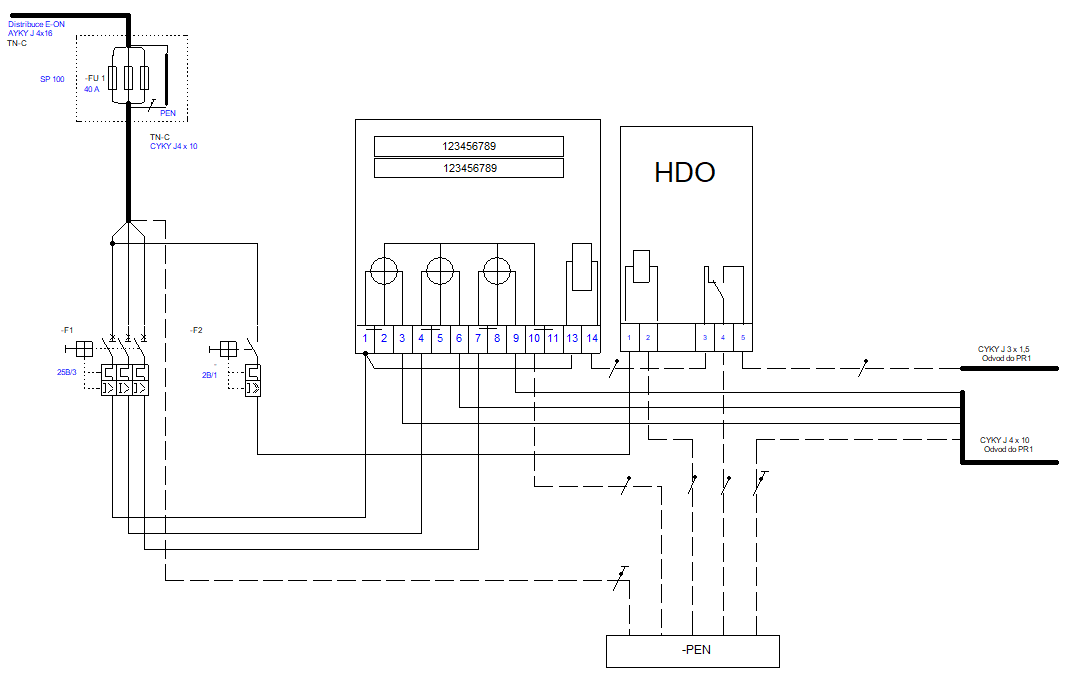 Distribuce E-ON
AYKY J 4x16
TN-C
SP 100
-FU 1
40 A
PEN
TN-C
CYKY J4 x 10
123456789
123456789
HDO
-F1
25B/3
-F2
2B/1
1 2 3 4 5 6 7 8 9 10 11 13 14
1 2 3 4 5
CYKY J 3 x 1,5
Odvod do PR1
CYKY J 4 x 10
Odvod do PR1
-PEN